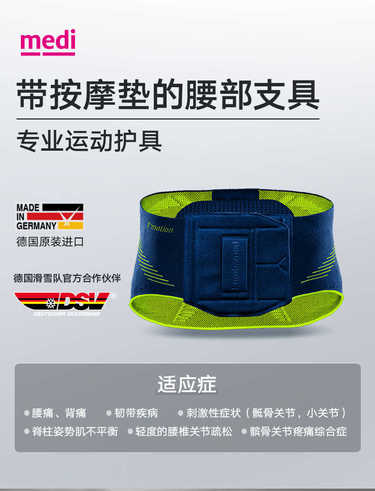 medi
带按摩垫的腰部支具
专业运动护具
MADE
IN
GERMANY
德国原装进口
德国滑雪队官方合作伙伴
DSV
适应症
• 腰痛、背痛 • 韧带疾病 • 刺激性症状（骶骨关节，小关节）
• 脊柱姿势肌不平衡 • 轻度的腰椎关节疏松 • 髌骨关节疼痛综合症